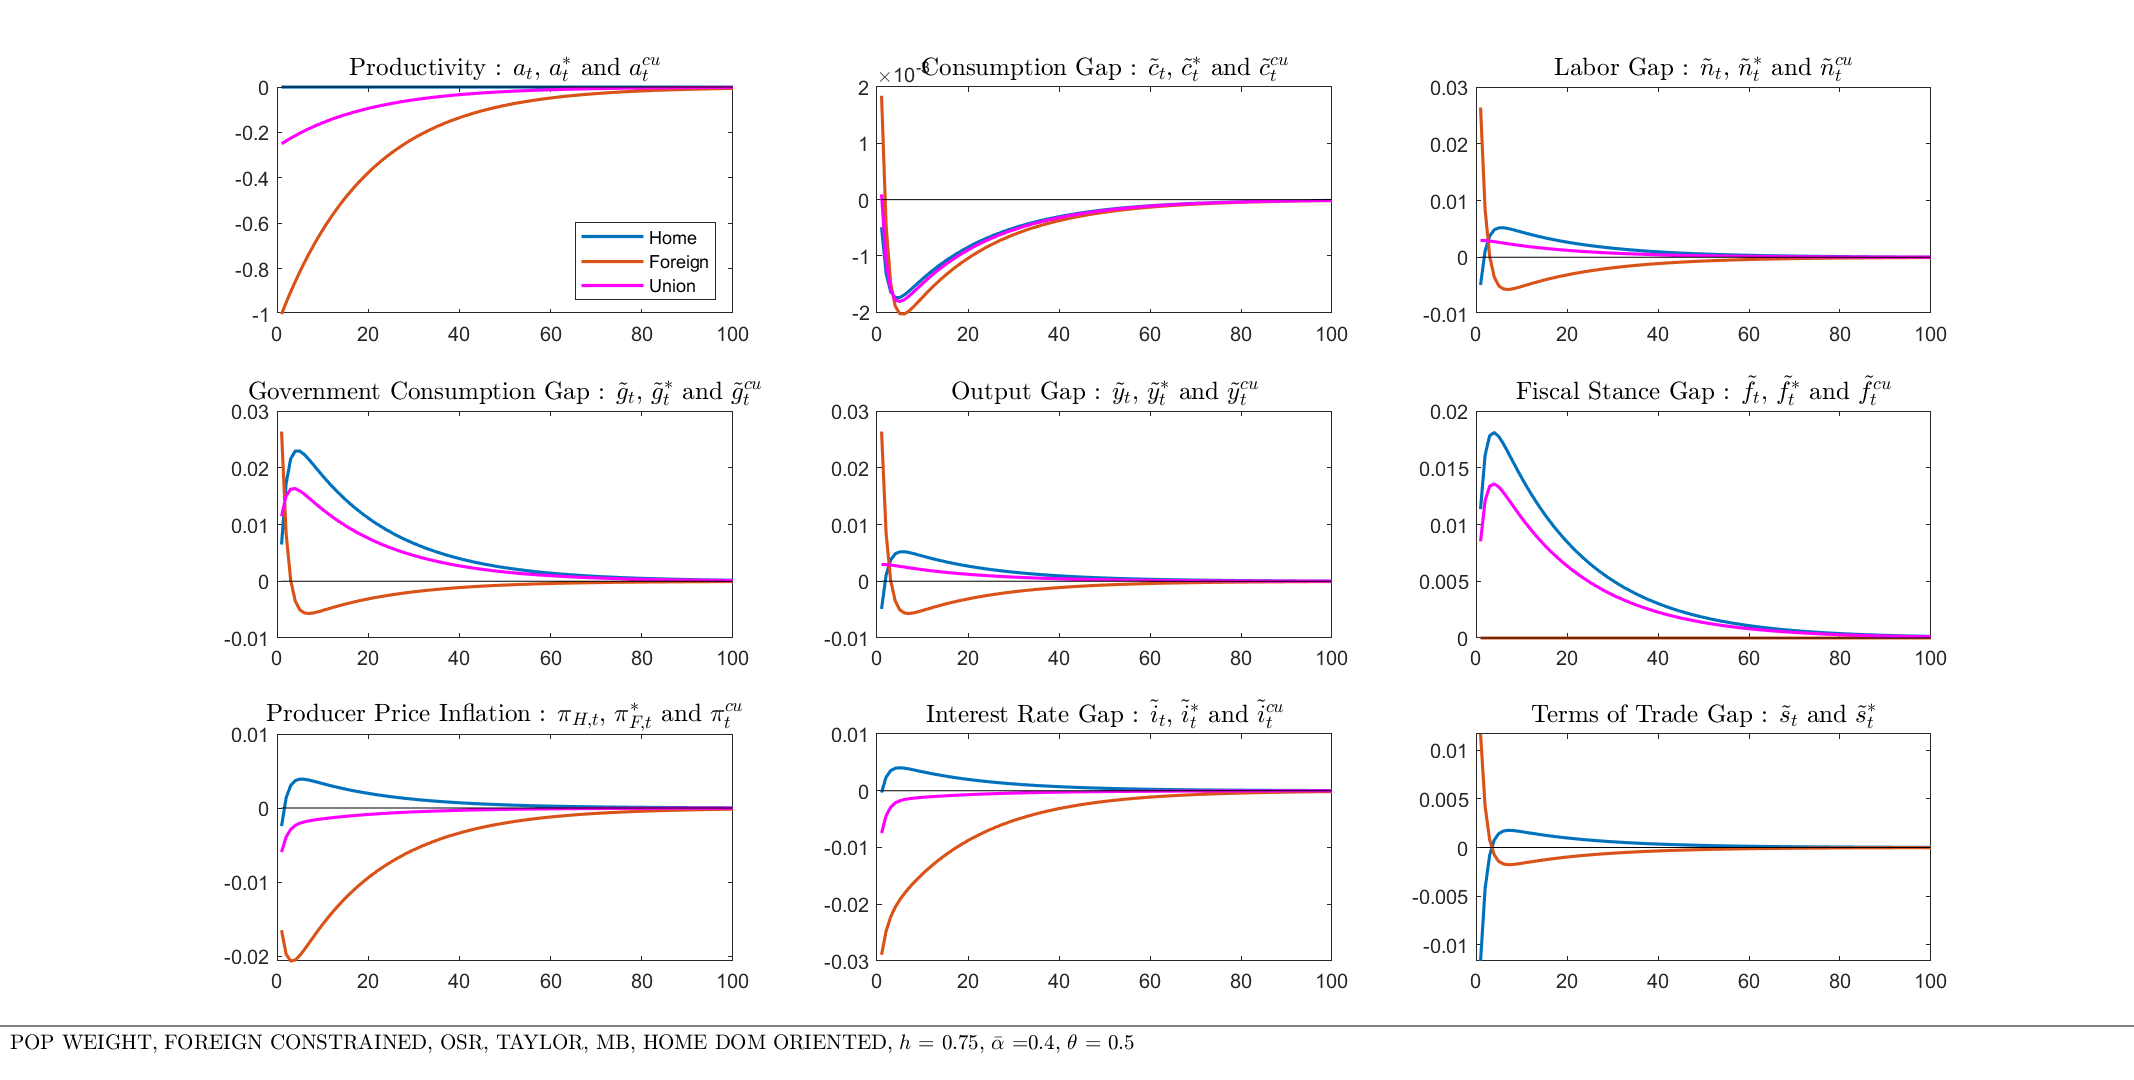 Productivity : a_t, a_t^* and a_t^{cu}
0
-0.2
-0.4
-0.6
-0.8
-1
0 20 40 60 80 100
Home
Foreign
Union
Consumption Gap : c̃_t, c̃_t^* and c̃_t^{cu}
×10^{-3}
2
1
0
-1
-2
0 20 40 60 80 100
Labor Gap : ñ_t, ñ_t^* and ñ_t^{cu}
0.03
0.02
0.01
0
-0.01
0 20 40 60 80 100
Government Consumption Gap : g̃_t, g̃_t^* and g̃_t^{cu}
0.03
0.02
0.01
0
-0.01
0 20 40 60 80 100
Output Gap : ỹ_t, ỹ_t^* and ỹ_t^{cu}
0.03
0.02
0.01
0
-0.01
0 20 40 60 80 100
Fiscal Stance Gap : f̃_t, f̃_t^* and f̃_t^{cu}
0.02
0.015
0.01
0.005
0
0 20 40 60 80 100
Producer Price Inflation : π_{H,t}, π_{F,t}^* and π_t^{cu}
0.01
0
-0.01
-0.02
0 20 40 60 80 100
Interest Rate Gap : ĩ_t, ĩ_t^* and ĩ_t^{cu}
0.01
0
-0.01
-0.02
-0.03
0 20 40 60 80 100
Terms of Trade Gap : s̃_t and s̃_t^*
0.01
0.005
0
-0.005
-0.01
0 20 40 60 80 100
POP WEIGHT, FOREIGN CONSTRAINED, OSR, TAYLOR, MB, HOME DOM ORIENTED, h = 0.75, ᾱ =0.4, θ = 0.5